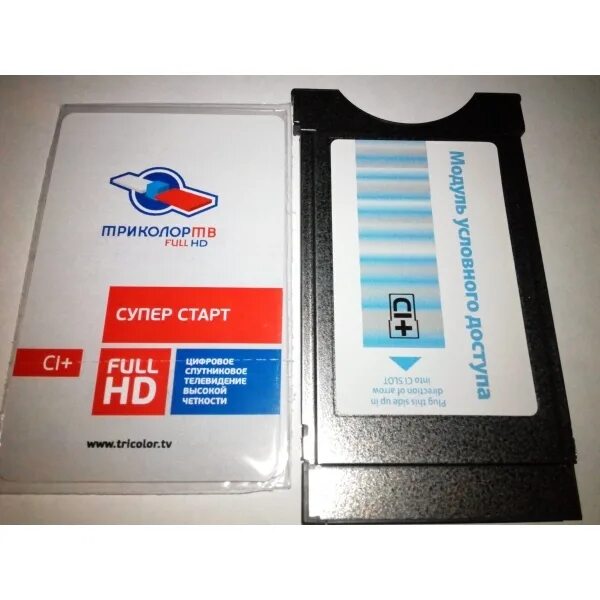 ТРИКОЛОР ТВ
FULL HD
СУПЕР СТАРТ
CI+
FULL
HD
ЦИФРОВОЕ
СПУТНИКОВОЕ
ТЕЛЕВИДЕНИЕ
ВЫСОКОЙ
ЧЕТКОСТИ
www.tricolor.tv
Модуль условного доступа
CI+
Plug this side up in
direction of arrow
into CI SLOT